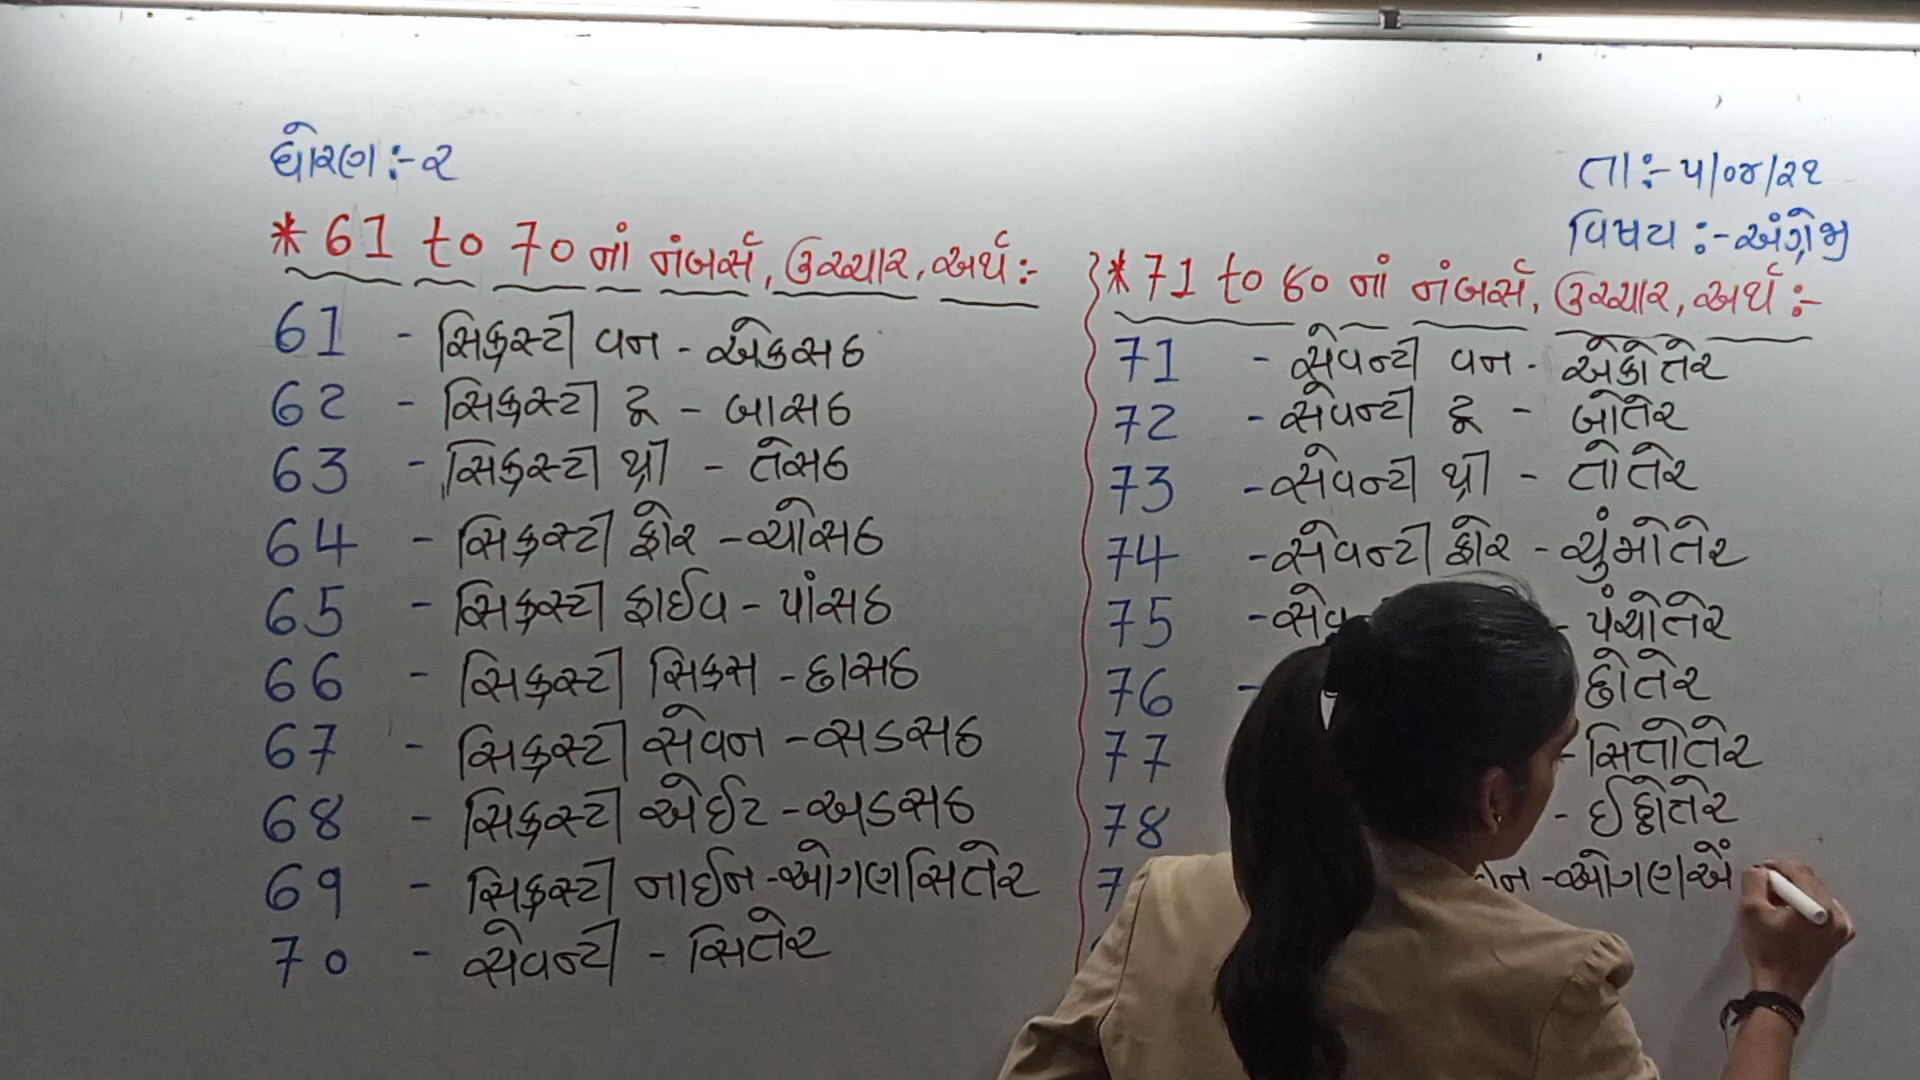 ધોરણ :- ૨
તા :- ૫/૦૪/૨૧
વિષય :- અંગ્રેજી
* 61 to 70 નાં નંબર્સ, ઉચ્ચાર, અર્થ :-
61 - સિક્સ્ટી વન - એકસઠ
62 - સિક્સ્ટી ટૂ - બાસઠ
63 - સિક્સ્ટી થ્રી - તેસઠ
64 - સિક્સ્ટી ફોર - ચોસઠ
65 - સિક્સ્ટી ફાઈવ - પાંસઠ
66 - સિક્સ્ટી સિક્સ - છાસઠ
67 - સિક્સ્ટી સેવન - સડસઠ
68 - સિક્સ્ટી એઈટ - અડસઠ
69 - સિક્સ્ટી નાઈન - ઓગણસિતેર
70 - સેવન્ટી - સિતેર
* 71 to 80 નાં નંબર્સ, ઉચ્ચાર, અર્થ :-
71 - સેવન્ટી વન - એકોતેર
72 - સેવન્ટી ટૂ - બોતેર
73 - સેવન્ટી થ્રી - તોતેર
74 - સેવન્ટી ફોર - ચુંમોતેર
75 - સેવ - પંચોતેર
76 - છોતેર
77 - સિતોતેર
78 - ઈઠ્ઠોતેર
7 ઈન - ઓગણએં